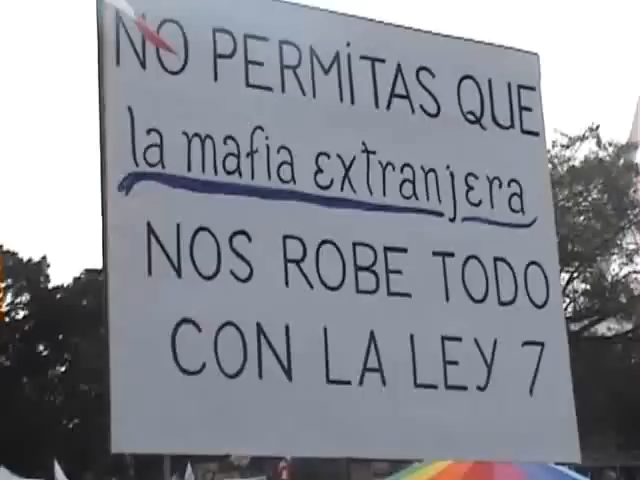 NO PERMITAS QUE
la mafia extranjera
NOS ROBE TODO
CON LA LEY 7